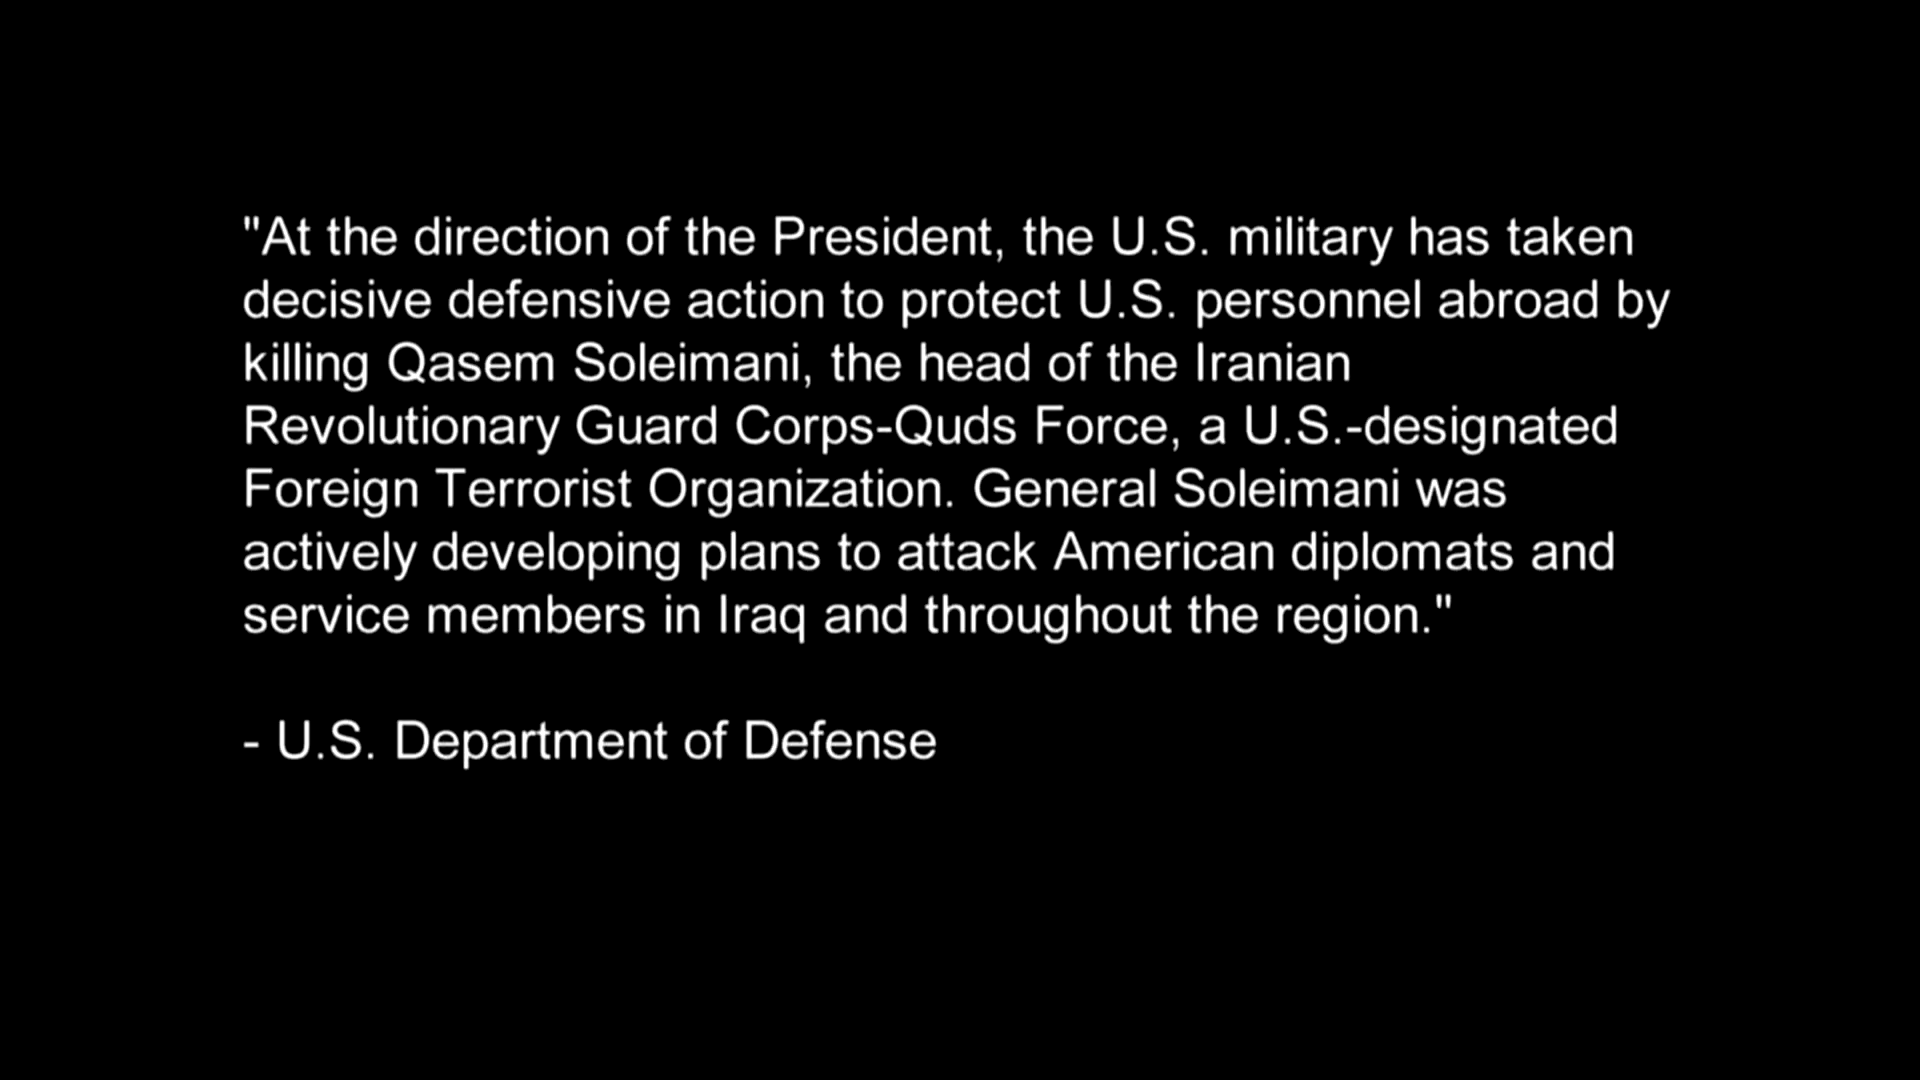 "At the direction of the President, the U.S. military has taken
decisive defensive action to protect U.S. personnel abroad by
killing Qasem Soleimani, the head of the Iranian
Revolutionary Guard Corps-Quds Force, a U.S.-designated
Foreign Terrorist Organization. General Soleimani was
actively developing plans to attack American diplomats and
service members in Iraq and throughout the region."
- U.S. Department of Defense